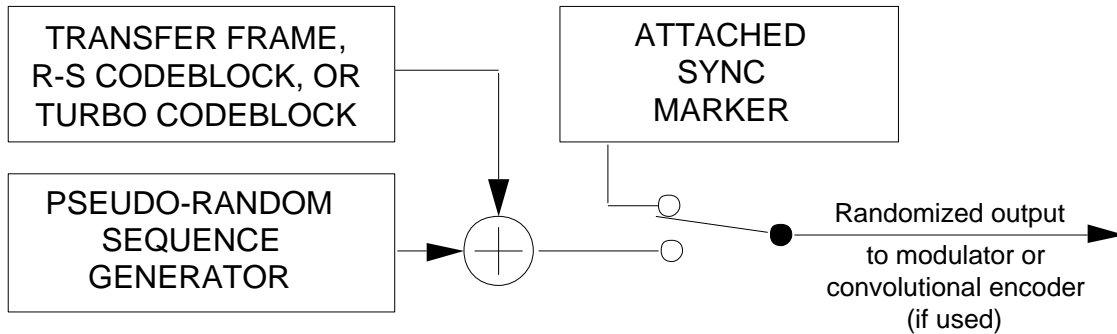 TRANSFER FRAME,
R-S CODEBLOCK, OR
TURBO CODEBLOCK
ATTACHED
SYNC
MARKER
PSEUDO-RANDOM
SEQUENCE
GENERATOR
Randomized output
to modulator or
convolutional encoder
(if used)